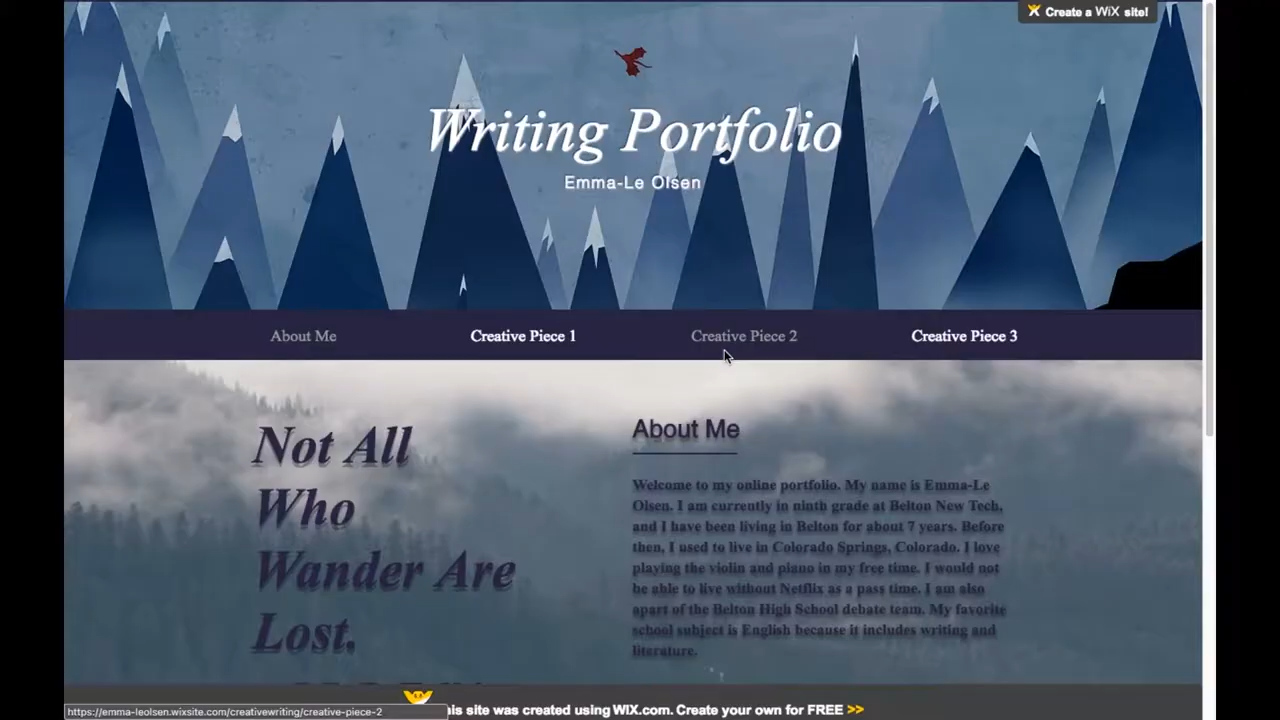 Create a WiX site!
Writing Portfolio
Emma-Le Olsen
About Me
Creative Piece 1
Creative Piece 2
Creative Piece 3
Not All
Who
Wander Are
Lost.
About Me
Welcome to my online portfolio. My name is Emma-Le
Olsen. I am currently in ninth grade at Belton New Tech,
and I have been living in Belton for about 7 years. Before
then, I used to live in Colorado Springs, Colorado. I love
playing the violin and piano in my free time. I would not
be able to live without Netflix as a pass time. I am also
apart of the Belton High School debate team. My favorite
school subject is English because it includes writing and
literature.
site was created using WIX.com. Create your own for FREE >>
https://emma-leolsen.wixsite.com/creativewriting/creative-piece-2